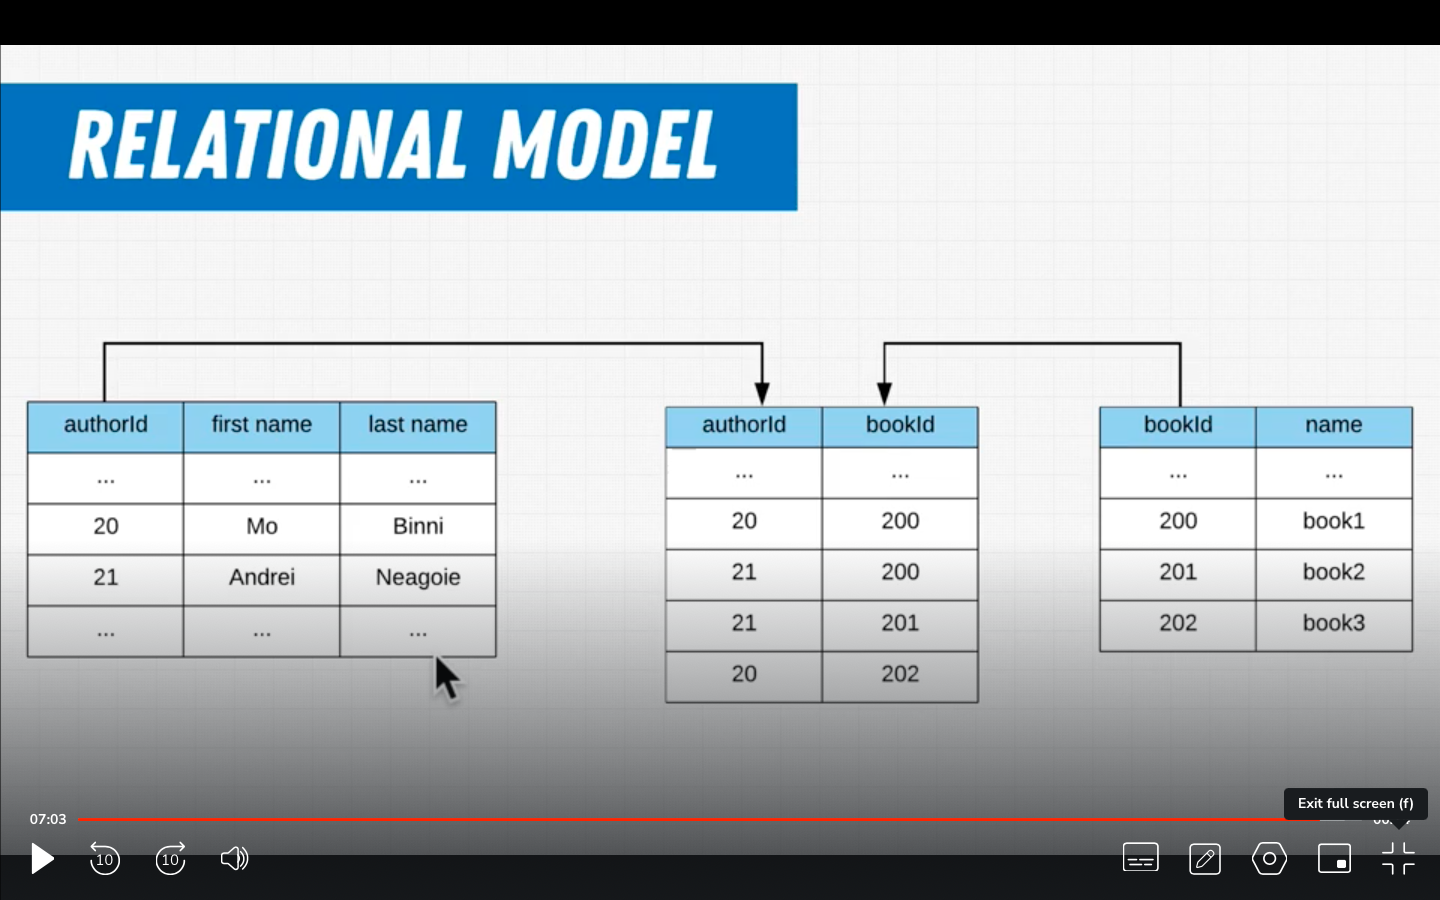 RELATIONAL MODEL
authorId first name last name
... ... ...
20 Mo Binni
21 Andrei Neagoie
... ... ...
authorId bookId
... ...
20 200
21 200
21 201
20 202
bookId name
... ...
200 book1
201 book2
202 book3
Exit full screen (f)
07:03
10 10